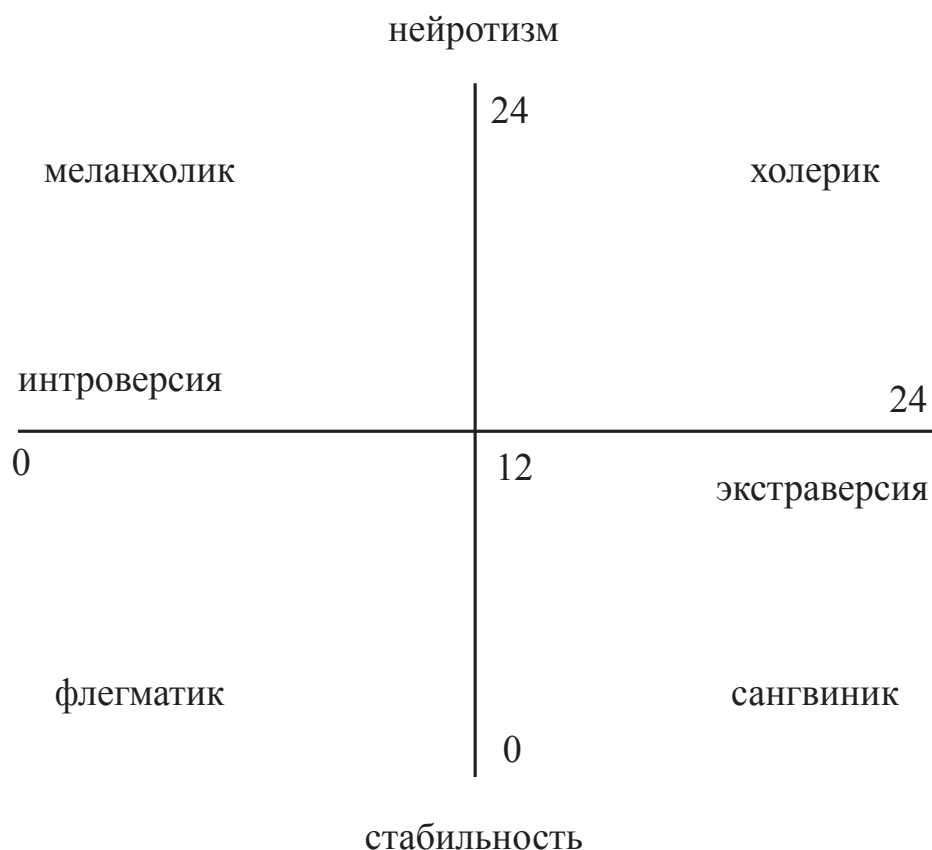 нейротизм
24
меланхолик холерик
интроверсия
24
0
12
экстраверсия
флегматик сангвиник
0
стабильность